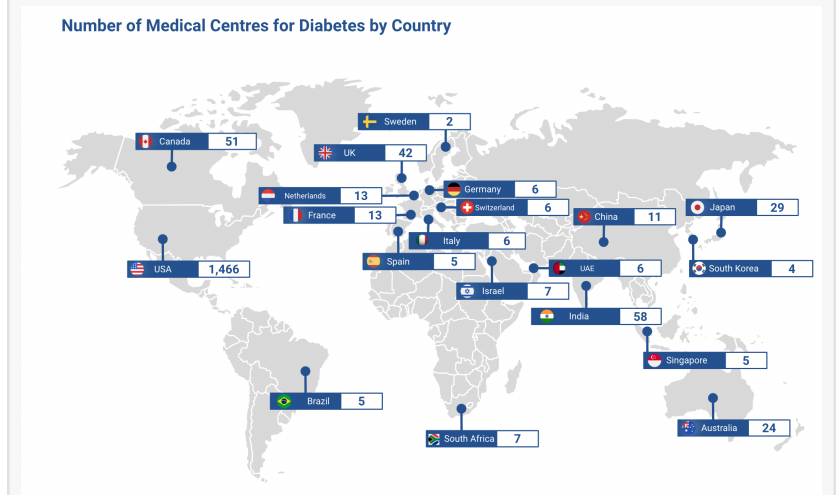 Number of Medical Centres for Diabetes by Country
Sweden 2
Canada 51
UK 42
Germany 6
Netherlands 13
Switzerland 6
Japan 29
France 13
China 11
Italy 6
Spain 5
USA 1,466
UAE 6
South Korea 4
Israel 7
India 58
Singapore 5
Brazil 5
Australia 24
South Africa 7